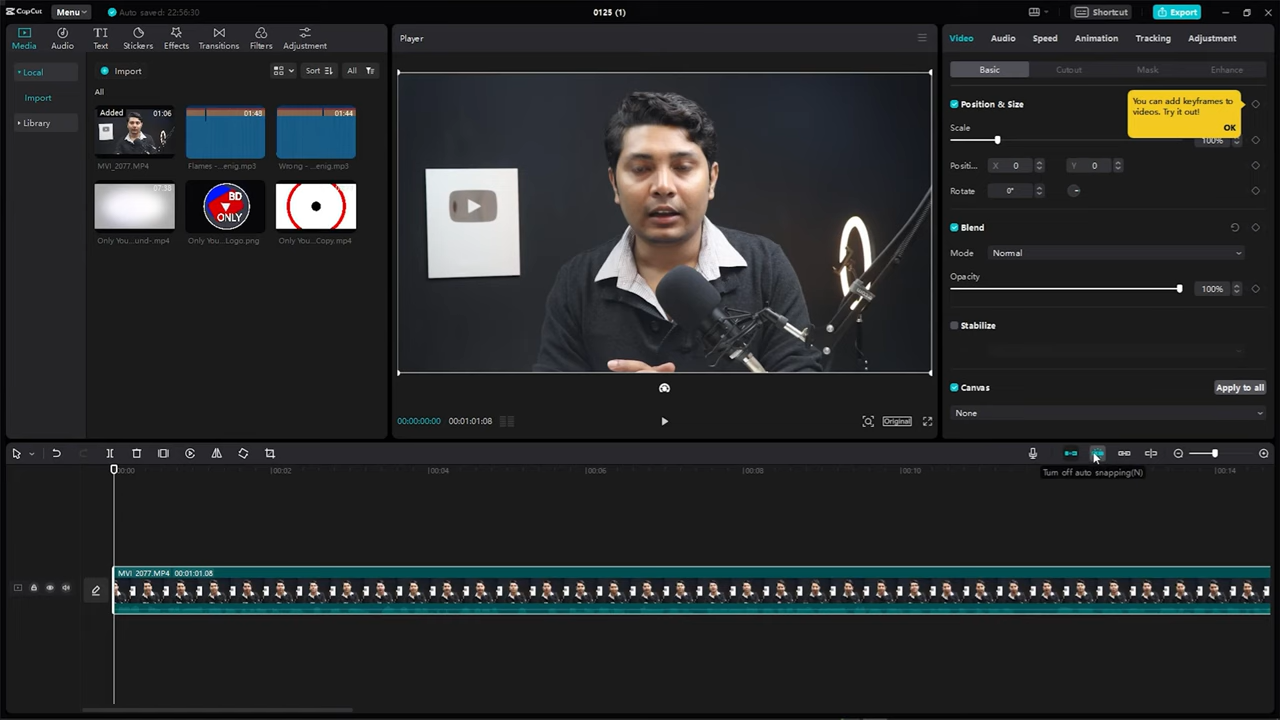 CapCut Menu Auto saved: 22:56:30 0125 (1) Shortcut Export
Media Audio Text Stickers Effects Transitions Filters Adjustment
Local
Import
Library
Import Sort All
All
Added 01:06
MVI_2077.MP4
01:43
Flames - ...enig.mp3
01:44
Wrong - ...enig.mp3
Only You...und-.mp4
BD
ONLY
Only You...Logo.png
Only You...Copy.mp4
Player
00:00:00:00 00:01:01:08 Original
Video Audio Speed Animation Tracking Adjustment
Basic Cutout Mask Enhance
Position & Size
You can add keyframes to
videos. Try it out!
OK
Scale 100%
Positi... X 0 Y 0
Rotate 0°
Blend
Mode Normal
Opacity
100%
Stabilize
Canvas Apply to all
None
Turn off auto snapping(N)
00:00 00:02 00:04 00:06 00:08 00:10 00:14
MVI_2077.MP4 00:01:01:08